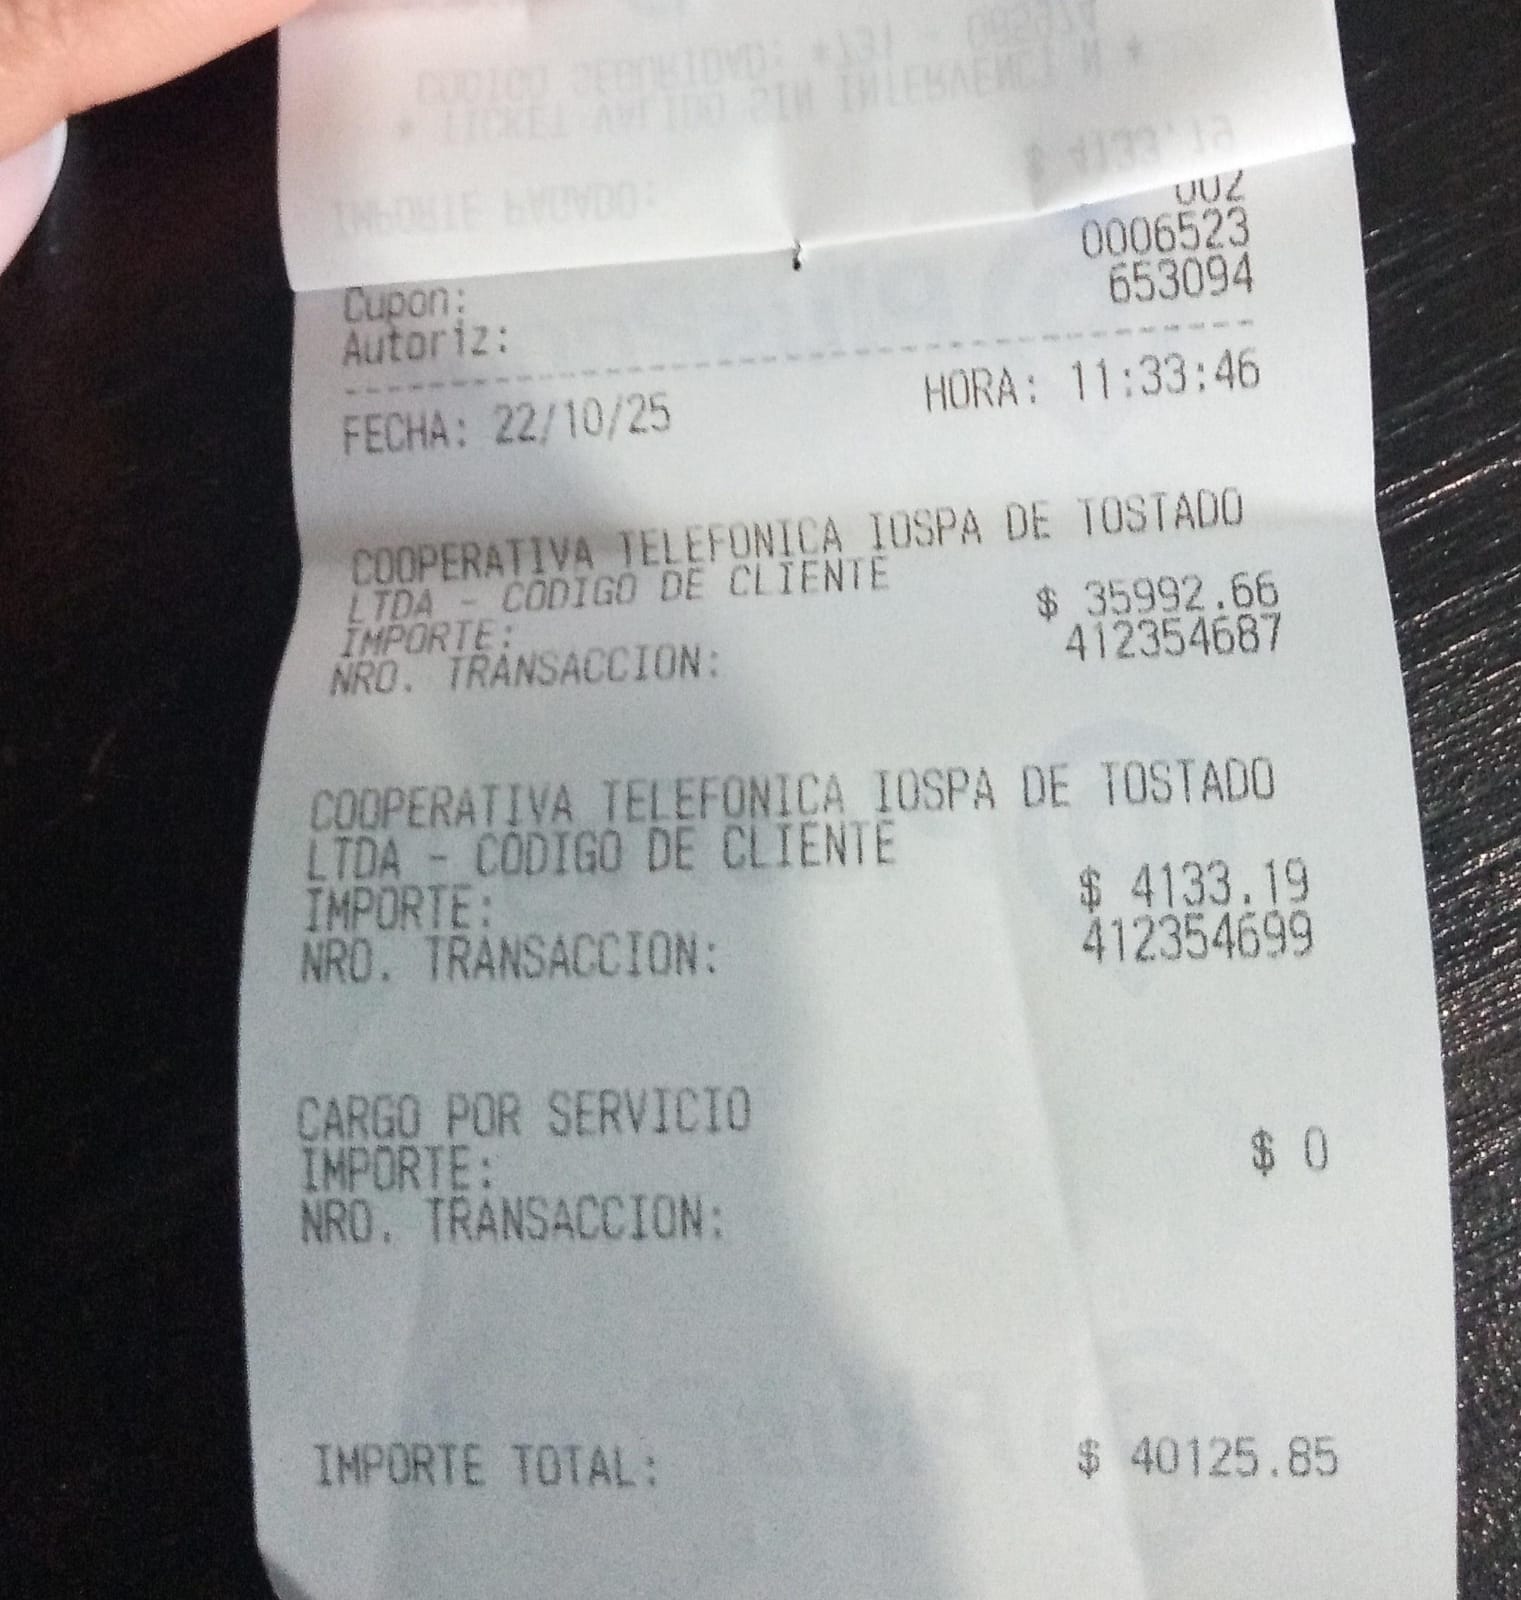 002
Cupon: 0006523
Autoriz: 653094
--------------------------------
FECHA: 22/10/25 HORA: 11:33:46
COOPERATIVA TELEFONICA IOSPA DE TOSTADO
LTDA - CODIGO DE CLIENTE
IMPORTE: $ 35992.66
NRO. TRANSACCION: 412354687
COOPERATIVA TELEFONICA IOSPA DE TOSTADO
LTDA - CODIGO DE CLIENTE
IMPORTE: $ 4133.19
NRO. TRANSACCION: 412354699
CARGO POR SERVICIO
IMPORTE: $ 0
NRO. TRANSACCION:
IMPORTE TOTAL: $ 40125.85